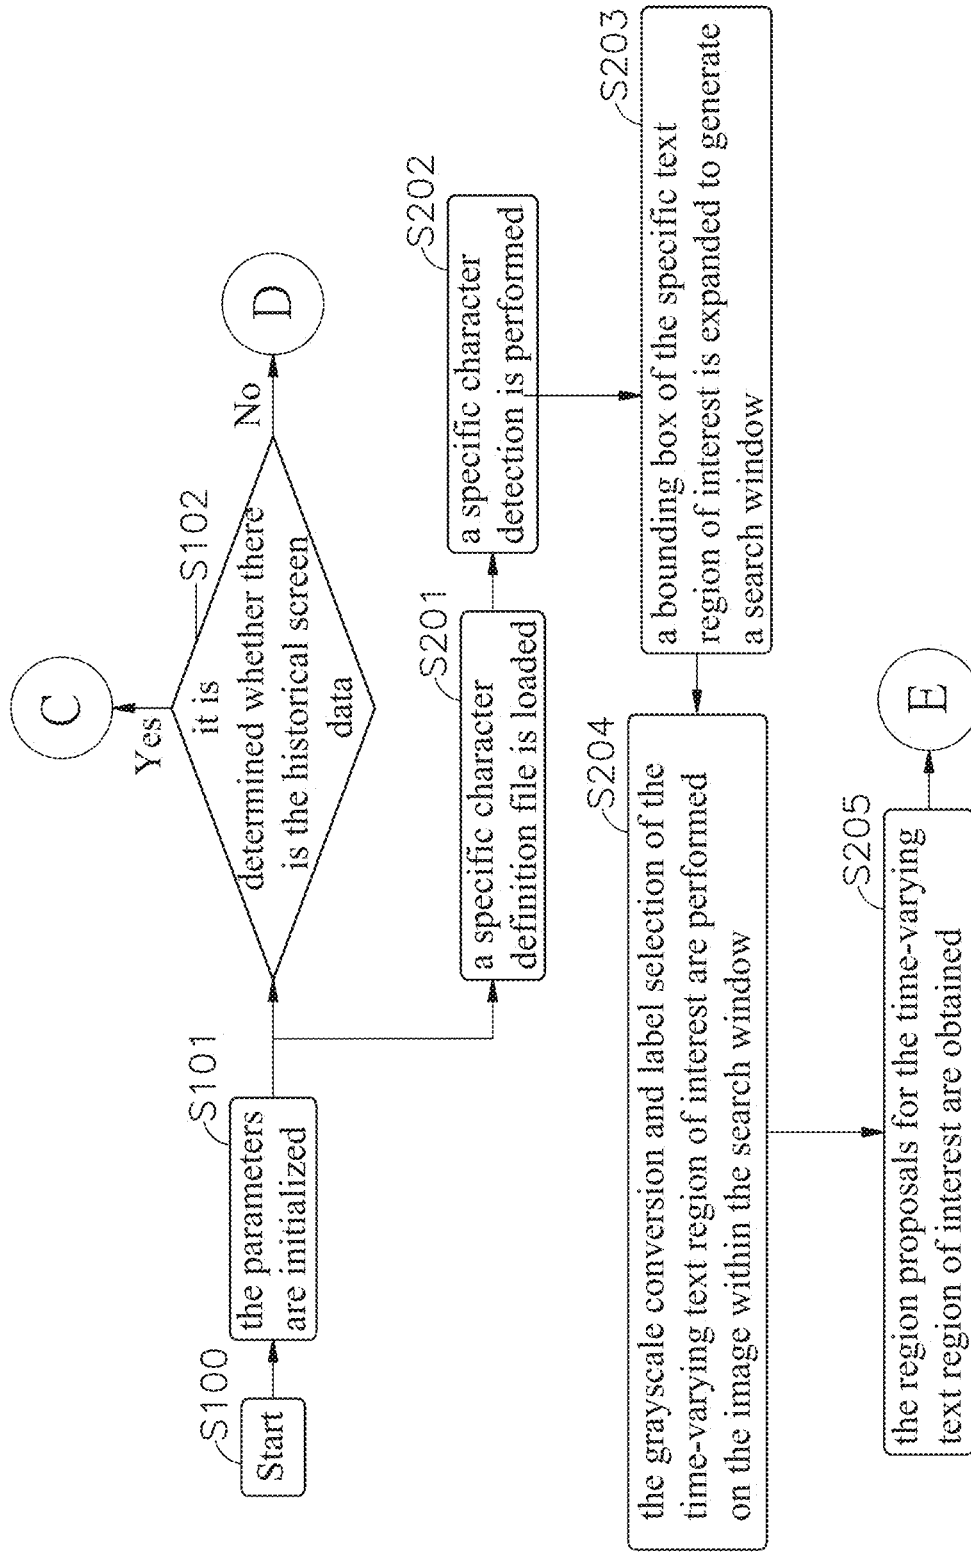 S100
Start
S101
the parameters
are initialized
S102
it is
determined whether there
is the historical screen
data
Yes
C
No
D
S201
a specific character
definition file is loaded
S202
a specific character
detection is performed
S203
a bounding box of the specific text
region of interest is expanded to generate
a search window
S204
the grayscale conversion and label selection of the
time-varying text region of interest are performed
on the image within the search window
S205
the region proposals for the time-varying
text region of interest are obtained
E